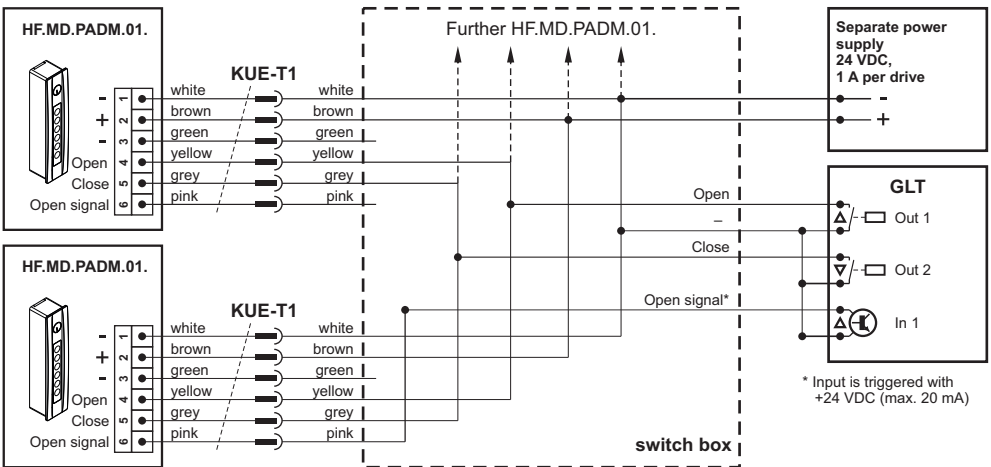 HF.MD.PADM.01.
KUE-T1
- 1 white white
+ 2 brown brown
- 3 green green
Open 4 yellow yellow
Close 5 grey grey
Open signal 6 pink pink
HF.MD.PADM.01.
KUE-T1
- 1 white white
+ 2 brown brown
- 3 green green
Open 4 yellow yellow
Close 5 grey grey
Open signal 6 pink pink
Further HF.MD.PADM.01.
Open
–
Close
Open signal*
switch box
Separate power
supply
24 VDC,
1 A per drive
-
+
GLT
Out 1
Out 2
In 1
* Input is triggered with
+24 VDC (max. 20 mA)